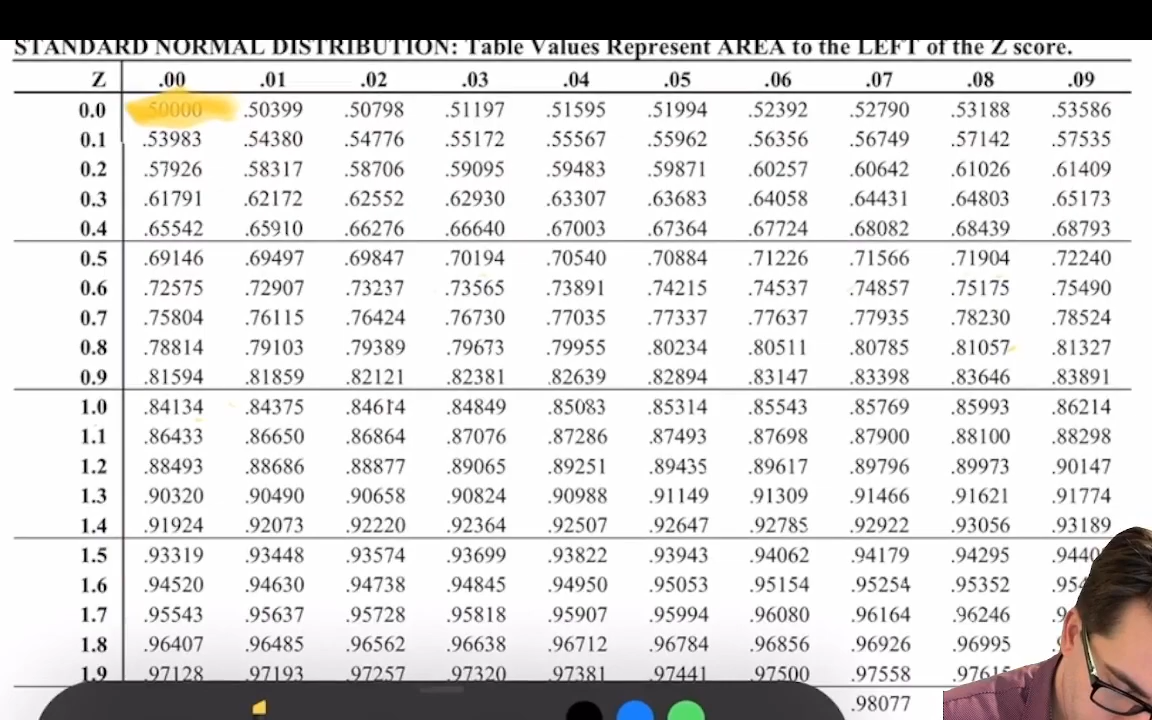 STANDARD NORMAL DISTRIBUTION: Table Values Represent AREA to the LEFT of the Z score.
Z .00 .01 .02 .03 .04 .05 .06 .07 .08 .09
0.0 .50000 .50399 .50798 .51197 .51595 .51994 .52392 .52790 .53188 .53586
0.1 .53983 .54380 .54776 .55172 .55567 .55962 .56356 .56749 .57142 .57535
0.2 .57926 .58317 .58706 .59095 .59483 .59871 .60257 .60642 .61026 .61409
0.3 .61791 .62172 .62552 .62930 .63307 .63683 .64058 .64431 .64803 .65173
0.4 .65542 .65910 .66276 .66640 .67003 .67364 .67724 .68082 .68439 .68793
0.5 .69146 .69497 .69847 .70194 .70540 .70884 .71226 .71566 .71904 .72240
0.6 .72575 .72907 .73237 .73565 .73891 .74215 .74537 .74857 .75175 .75490
0.7 .75804 .76115 .76424 .76730 .77035 .77337 .77637 .77935 .78230 .78524
0.8 .78814 .79103 .79389 .79673 .79955 .80234 .80511 .80785 .81057 .81327
0.9 .81594 .81859 .82121 .82381 .82639 .82894 .83147 .83398 .83646 .83891
1.0 .84134 .84375 .84614 .84849 .85083 .85314 .85543 .85769 .85993 .86214
1.1 .86433 .86650 .86864 .87076 .87286 .87493 .87698 .87900 .88100 .88298
1.2 .88493 .88686 .88877 .89065 .89251 .89435 .89617 .89796 .89973 .90147
1.3 .90320 .90490 .90658 .90824 .90988 .91149 .91309 .91466 .91621 .91774
1.4 .91924 .92073 .92220 .92364 .92507 .92647 .92785 .92922 .93056 .93189
1.5 .93319 .93448 .93574 .93699 .93822 .93943 .94062 .94179 .94295
1.6 .94520 .94630 .94738 .94845 .94950 .95053 .95154 .95254 .95352
1.7 .95543 .95637 .95728 .95818 .95907 .95994 .96080 .96164 .96246
1.8 .96407 .96485 .96562 .96638 .96712 .96784 .96856 .96926 .96995
1.9 .97128 .97193 .97257 .97320 .97381 .97441 .97500 .97558
.98077